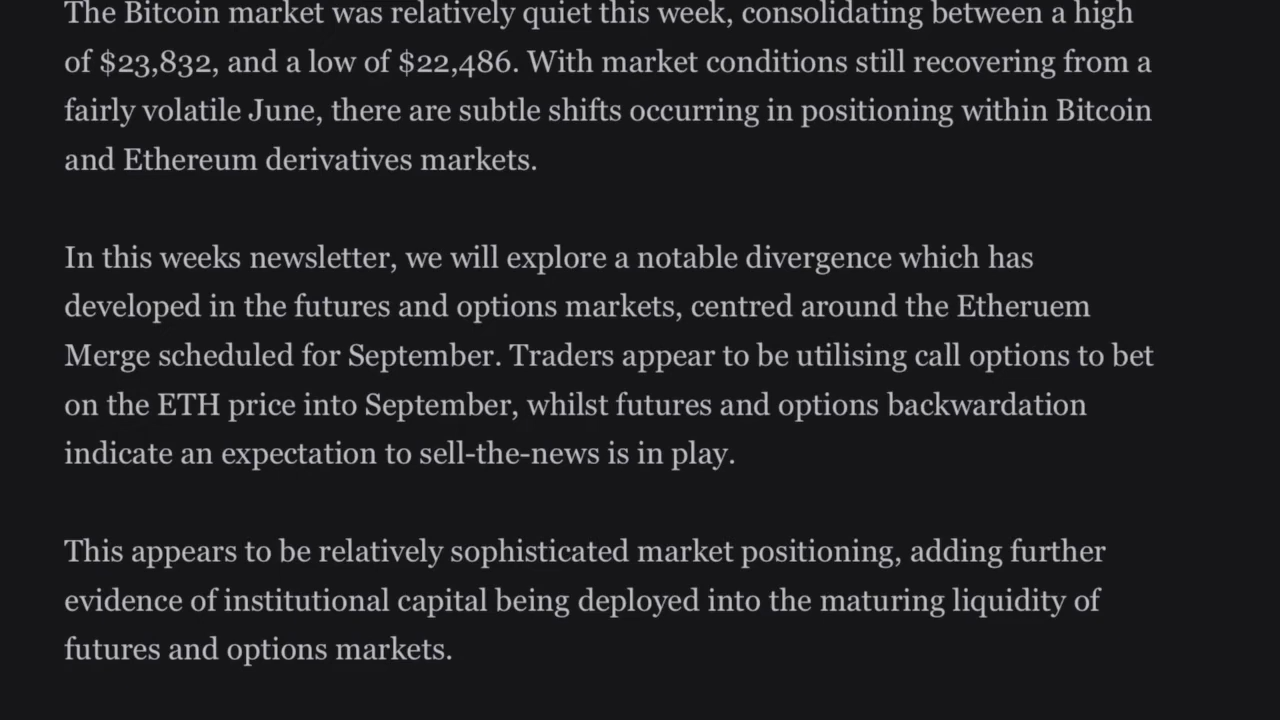 The Bitcoin market was relatively quiet this week, consolidating between a high
of $23,832, and a low of $22,486. With market conditions still recovering from a
fairly volatile June, there are subtle shifts occurring in positioning within Bitcoin
and Ethereum derivatives markets.
In this weeks newsletter, we will explore a notable divergence which has
developed in the futures and options markets, centred around the Etheruem
Merge scheduled for September. Traders appear to be utilising call options to bet
on the ETH price into September, whilst futures and options backwardation
indicate an expectation to sell-the-news is in play.
This appears to be relatively sophisticated market positioning, adding further
evidence of institutional capital being deployed into the maturing liquidity of
futures and options markets.